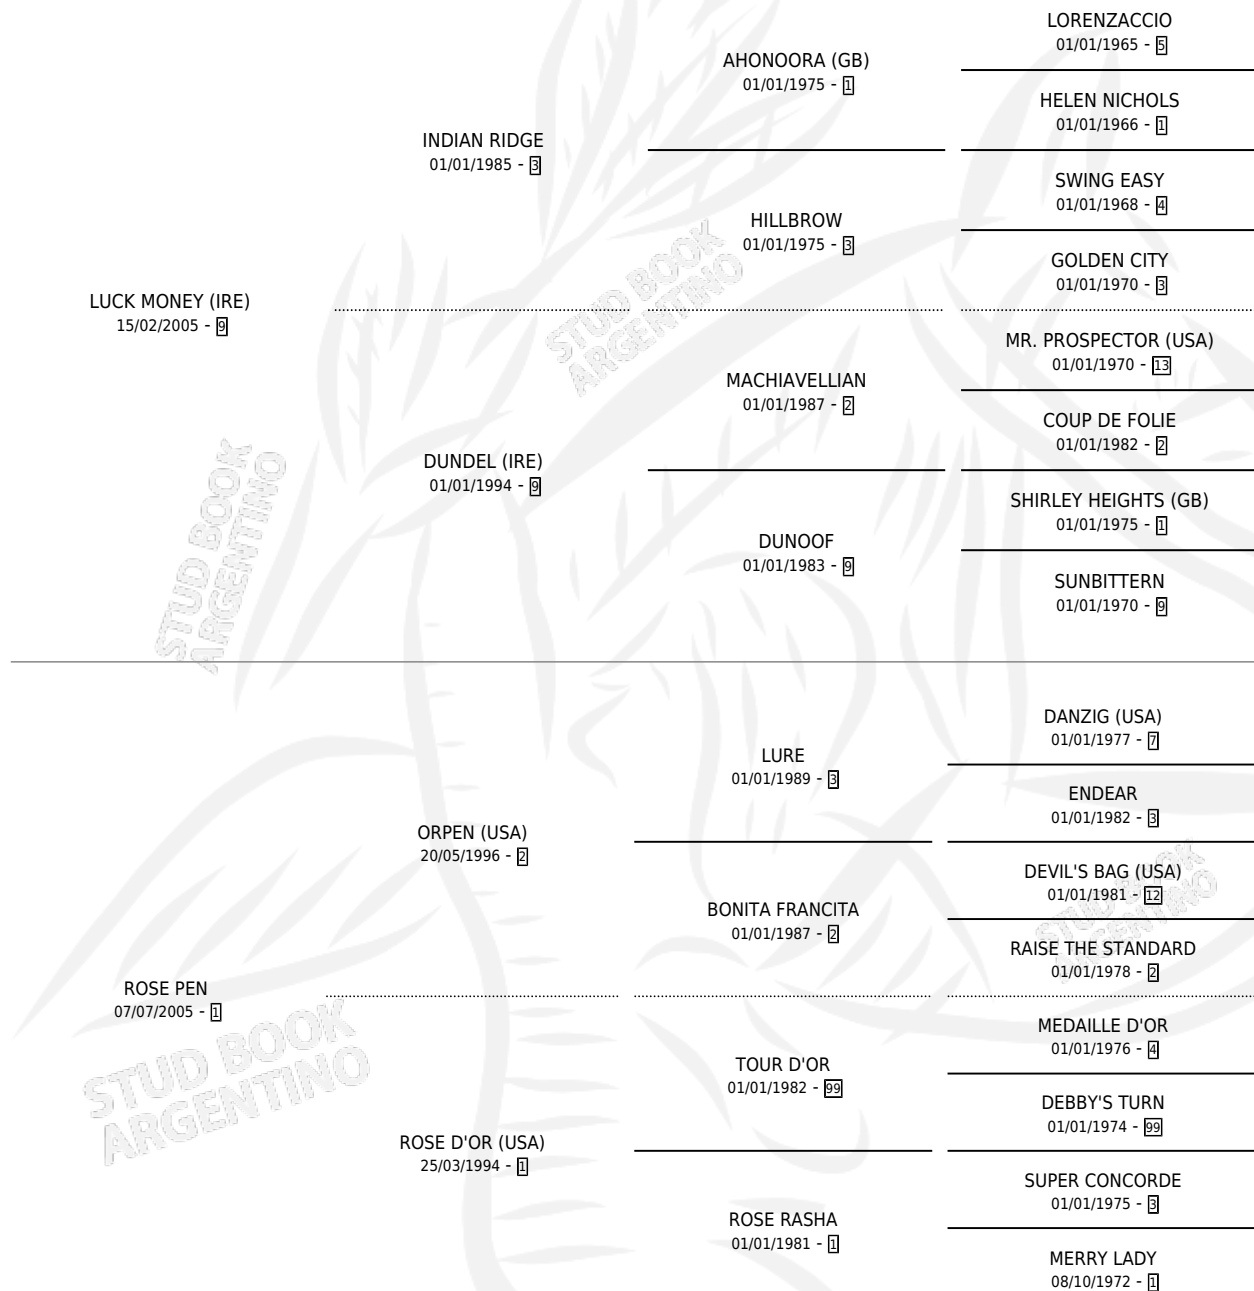 LORENZACCIO
01/01/1965 - 5
AHONOORA (GB)
01/01/1975 - 1
HELEN NICHOLS
01/01/1966 - 1
INDIAN RIDGE
01/01/1985 - 3
SWING EASY
01/01/1968 - 4
HILLBROW
01/01/1975 - 3
GOLDEN CITY
01/01/1970 - 3
LUCK MONEY (IRE)
15/02/2005 - 9
MR. PROSPECTOR (USA)
01/01/1970 - 13
MACHIAVELLIAN
01/01/1987 - 2
COUP DE FOLIE
01/01/1982 - 2
DUNDEL (IRE)
01/01/1994 - 9
SHIRLEY HEIGHTS (GB)
01/01/1975 - 1
DUNOOF
01/01/1983 - 9
SUNBITTERN
01/01/1970 - 9
DANZIG (USA)
01/01/1977 - 7
LURE
01/01/1989 - 3
ENDEAR
01/01/1982 - 3
ORPEN (USA)
20/05/1996 - 2
DEVIL'S BAG (USA)
01/01/1981 - 12
BONITA FRANCITA
01/01/1987 - 2
RAISE THE STANDARD
01/01/1978 - 2
ROSE PEN
07/07/2005 - 1
MEDAILLE D'OR
01/01/1976 - 4
TOUR D'OR
01/01/1982 - 99
DEBBY'S TURN
01/01/1974 - 99
ROSE D'OR (USA)
25/03/1994 - 1
SUPER CONCORDE
01/01/1975 - 3
ROSE RASHA
01/01/1981 - 1
MERRY LADY
08/10/1972 - 1
STUD BOOK
ARGENTINO
STUD BOOK
ARGENTINO
STUD BOOK
ARGENTINO
STUD BOOK
ARGENTINO